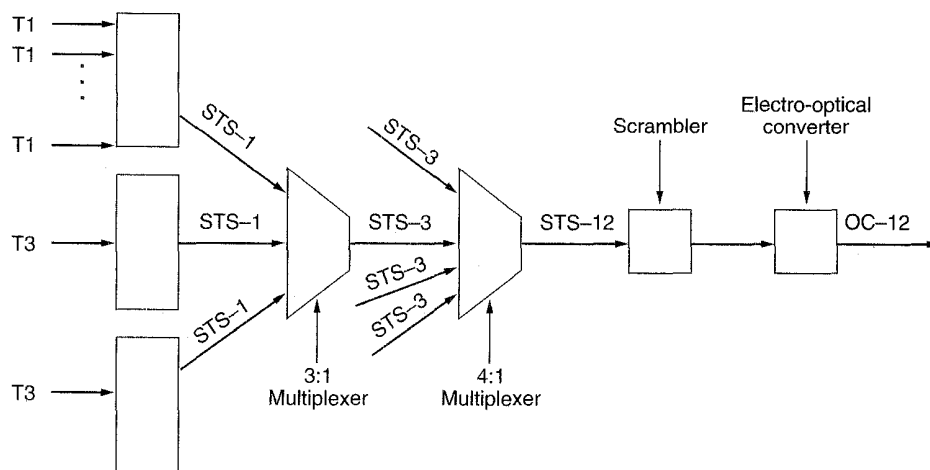 T1
T1
T1
T3
T3
STS–1
STS–1
STS–1
3:1
Multiplexer
STS–3
STS–3
STS–3
STS–3
4:1
Multiplexer
STS–12
Scrambler
Electro-optical
converter
OC–12